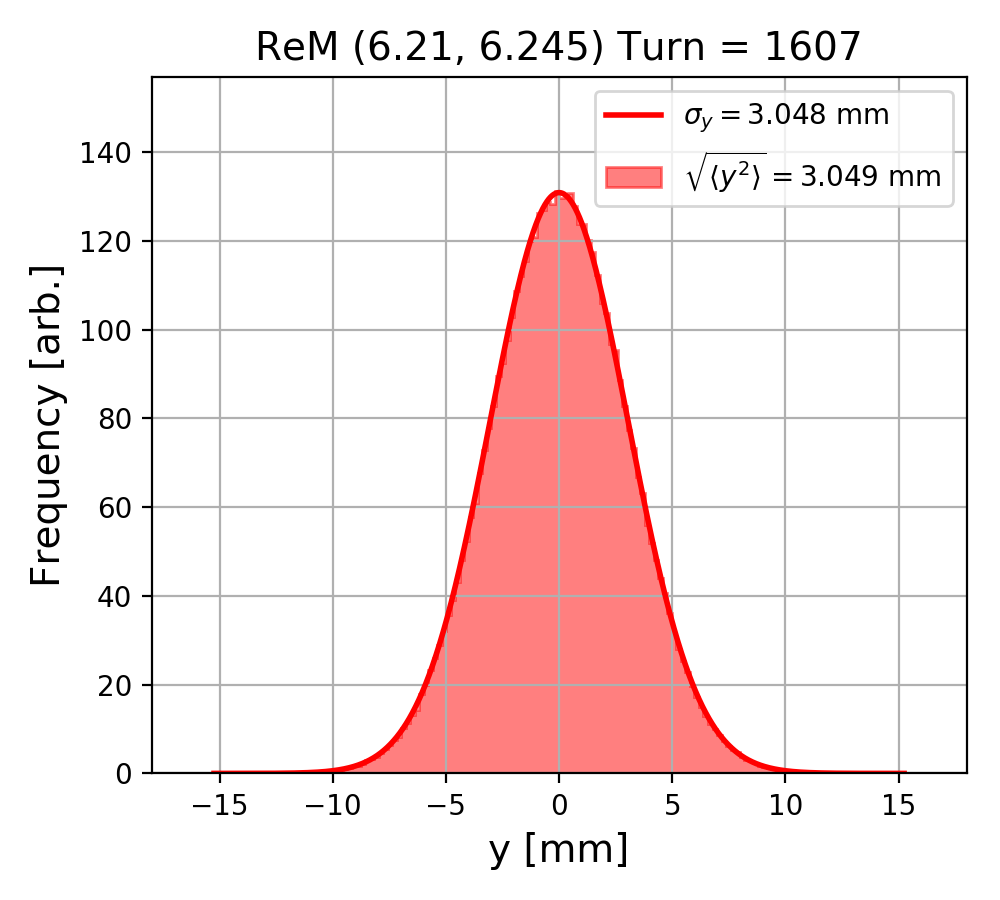 ReM (6.21, 6.245) Turn = 1607
σ_y = 3.048 mm
√⟨y²⟩ = 3.049 mm
Frequency [arb.]
140
120
100
80
60
40
20
0
−15 −10 −5 0 5 10 15
y [mm]